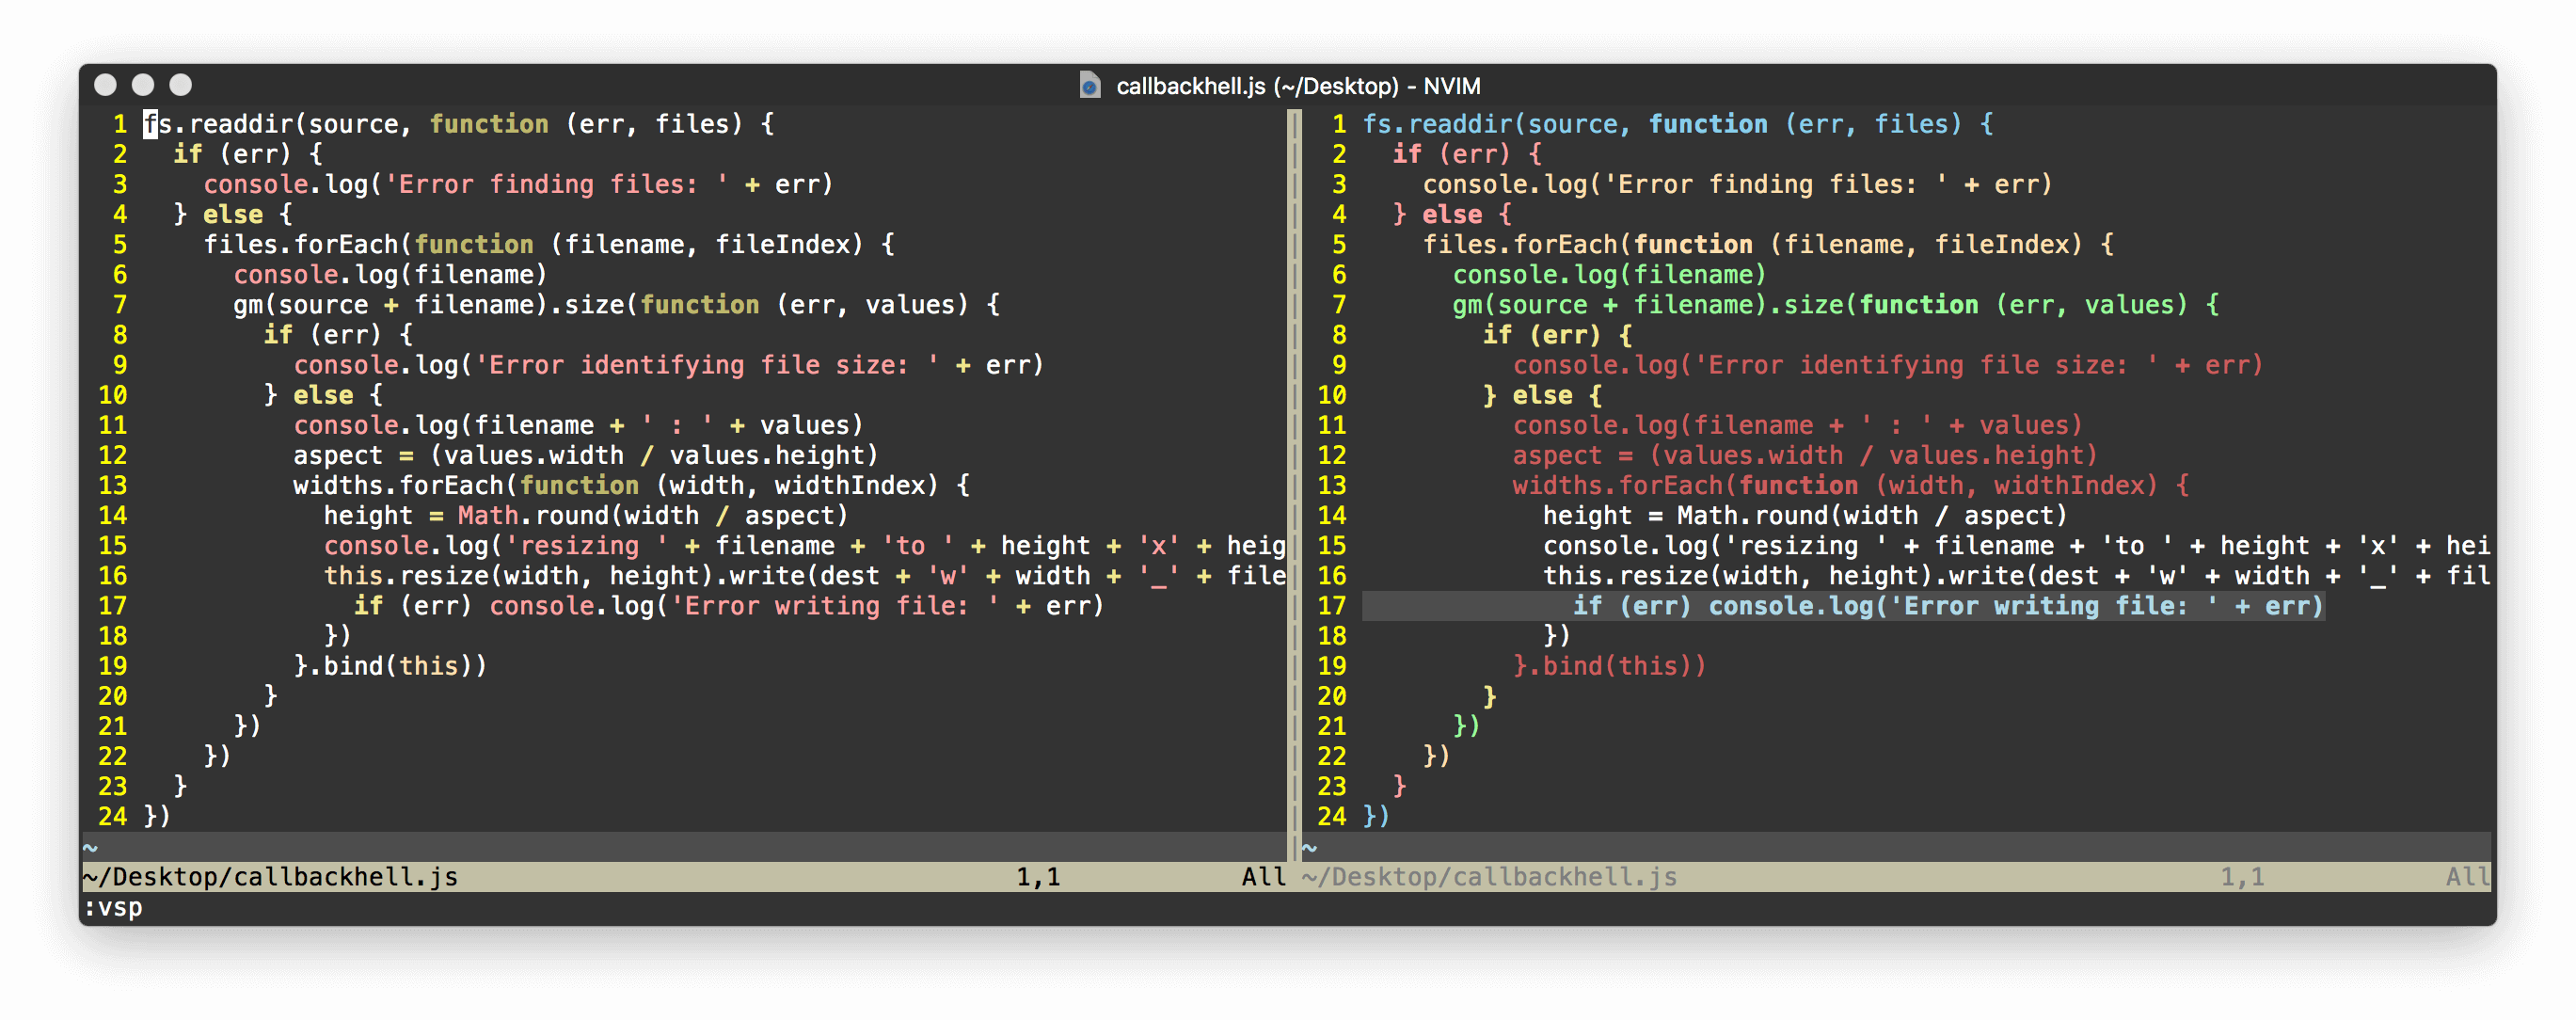 callbackhell.js (~/Desktop) - NVIM
1 fs.readdir(source, function (err, files) {
2   if (err) {
3     console.log('Error finding files: ' + err)
4   } else {
5     files.forEach(function (filename, fileIndex) {
6       console.log(filename)
7       gm(source + filename).size(function (err, values) {
8         if (err) {
9           console.log('Error identifying file size: ' + err)
10         } else {
11           console.log(filename + ' : ' + values)
12           aspect = (values.width / values.height)
13           widths.forEach(function (width, widthIndex) {
14             height = Math.round(width / aspect)
15             console.log('resizing ' + filename + 'to ' + height + 'x' + heig
16             this.resize(width, height).write(dest + 'w' + width + '_' + file
17               if (err) console.log('Error writing file: ' + err)
18             })
19           }.bind(this))
20         }
21       })
22     })
23   }
24 })
~
~/Desktop/callbackhell.js 1,1 All
1 fs.readdir(source, function (err, files) {
2   if (err) {
3     console.log('Error finding files: ' + err)
4   } else {
5     files.forEach(function (filename, fileIndex) {
6       console.log(filename)
7       gm(source + filename).size(function (err, values) {
8         if (err) {
9           console.log('Error identifying file size: ' + err)
10         } else {
11           console.log(filename + ' : ' + values)
12           aspect = (values.width / values.height)
13           widths.forEach(function (width, widthIndex) {
14             height = Math.round(width / aspect)
15             console.log('resizing ' + filename + 'to ' + height + 'x' + hei
16             this.resize(width, height).write(dest + 'w' + width + '_' + fil
17               if (err) console.log('Error writing file: ' + err)
18             })
19           }.bind(this))
20         }
21       })
22     })
23   }
24 })
~
~/Desktop/callbackhell.js 1,1 All
:vsp